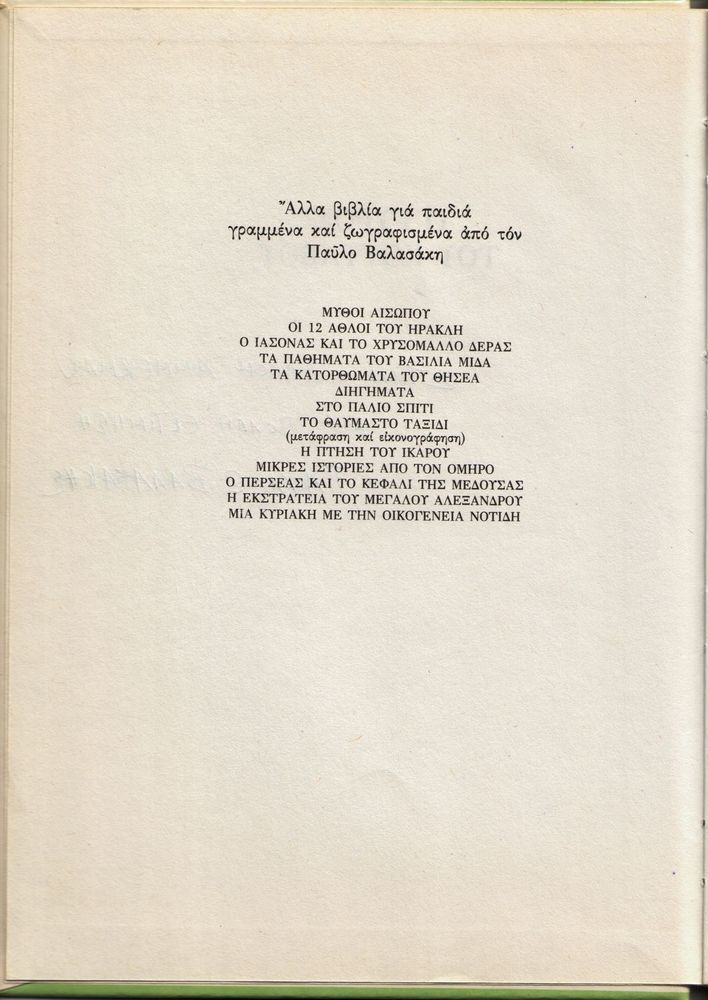 Ἄλλα βιβλία γιά παιδιά
γραμμένα καί ζωγραφισμένα ἀπό τόν
Παῦλο Βαλασάκη
ΜΥΘΟΙ ΑΙΣΩΠΟΥ
ΟΙ 12 ΑΘΛΟΙ ΤΟΥ ΗΡΑΚΛΗ
Ο ΙΑΣΟΝΑΣ ΚΑΙ ΤΟ ΧΡΥΣΟΜΑΛΛΟ ΔΕΡΑΣ
ΤΑ ΠΑΘΗΜΑΤΑ ΤΟΥ ΒΑΣΙΛΙΑ ΜΙΔΑ
ΤΑ ΚΑΤΟΡΘΩΜΑΤΑ ΤΟΥ ΘΗΣΕΑ
ΔΙΗΓΗΜΑΤΑ
ΣΤΟ ΠΑΛΙΟ ΣΠΙΤΙ
ΤΟ ΘΑΥΜΑΣΤΟ ΤΑΞΙΔΙ
(μετάφραση καί εἰκονογράφηση)
Η ΠΤΗΣΗ ΤΟΥ ΙΚΑΡΟΥ
ΜΙΚΡΕΣ ΙΣΤΟΡΙΕΣ ΑΠΟ ΤΟΝ ΟΜΗΡΟ
Ο ΠΕΡΣΕΑΣ ΚΑΙ ΤΟ ΚΕΦΑΛΙ ΤΗΣ ΜΕΔΟΥΣΑΣ
Η ΕΚΣΤΡΑΤΕΙΑ ΤΟΥ ΜΕΓΑΛΟΥ ΑΛΕΞΑΝΔΡΟΥ
ΜΙΑ ΚΥΡΙΑΚΗ ΜΕ ΤΗΝ ΟΙΚΟΓΕΝΕΙΑ ΝΟΤΙΔΗ